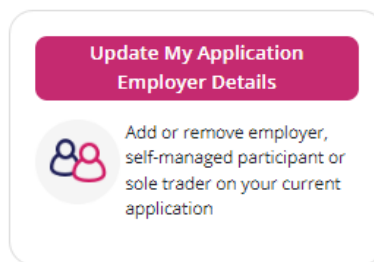 Update My Application
Employer Details
Add or remove employer,
self-managed participant or
sole trader on your current
application